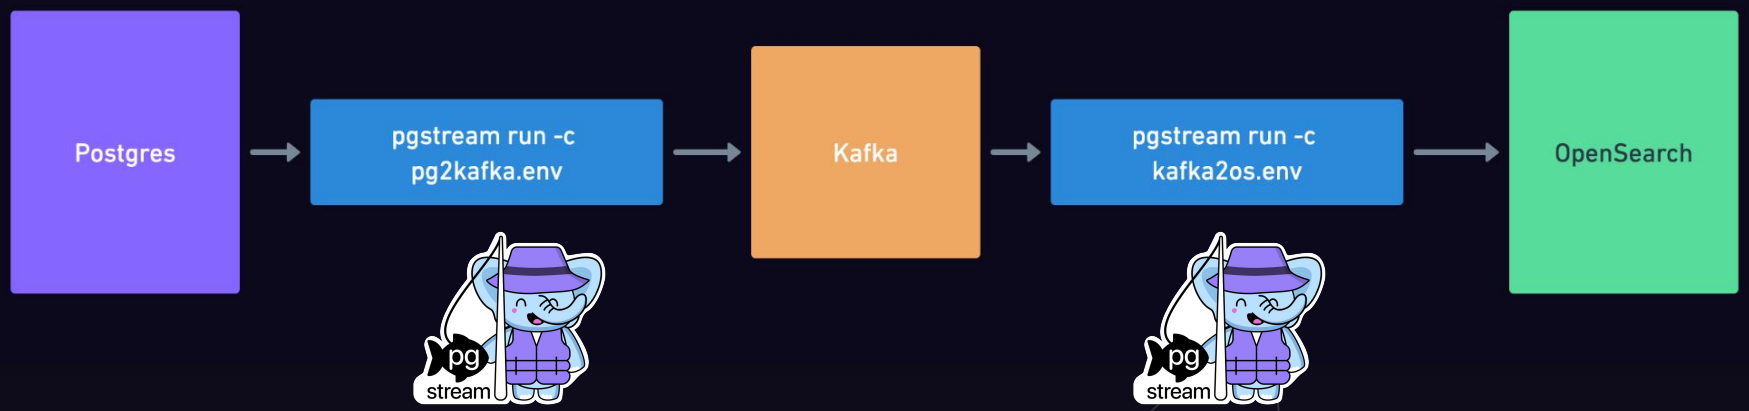 Postgres
pgstream run -c
pg2kafka.env
Kafka
pgstream run -c
kafka2os.env
OpenSearch
pg
stream
pg
stream